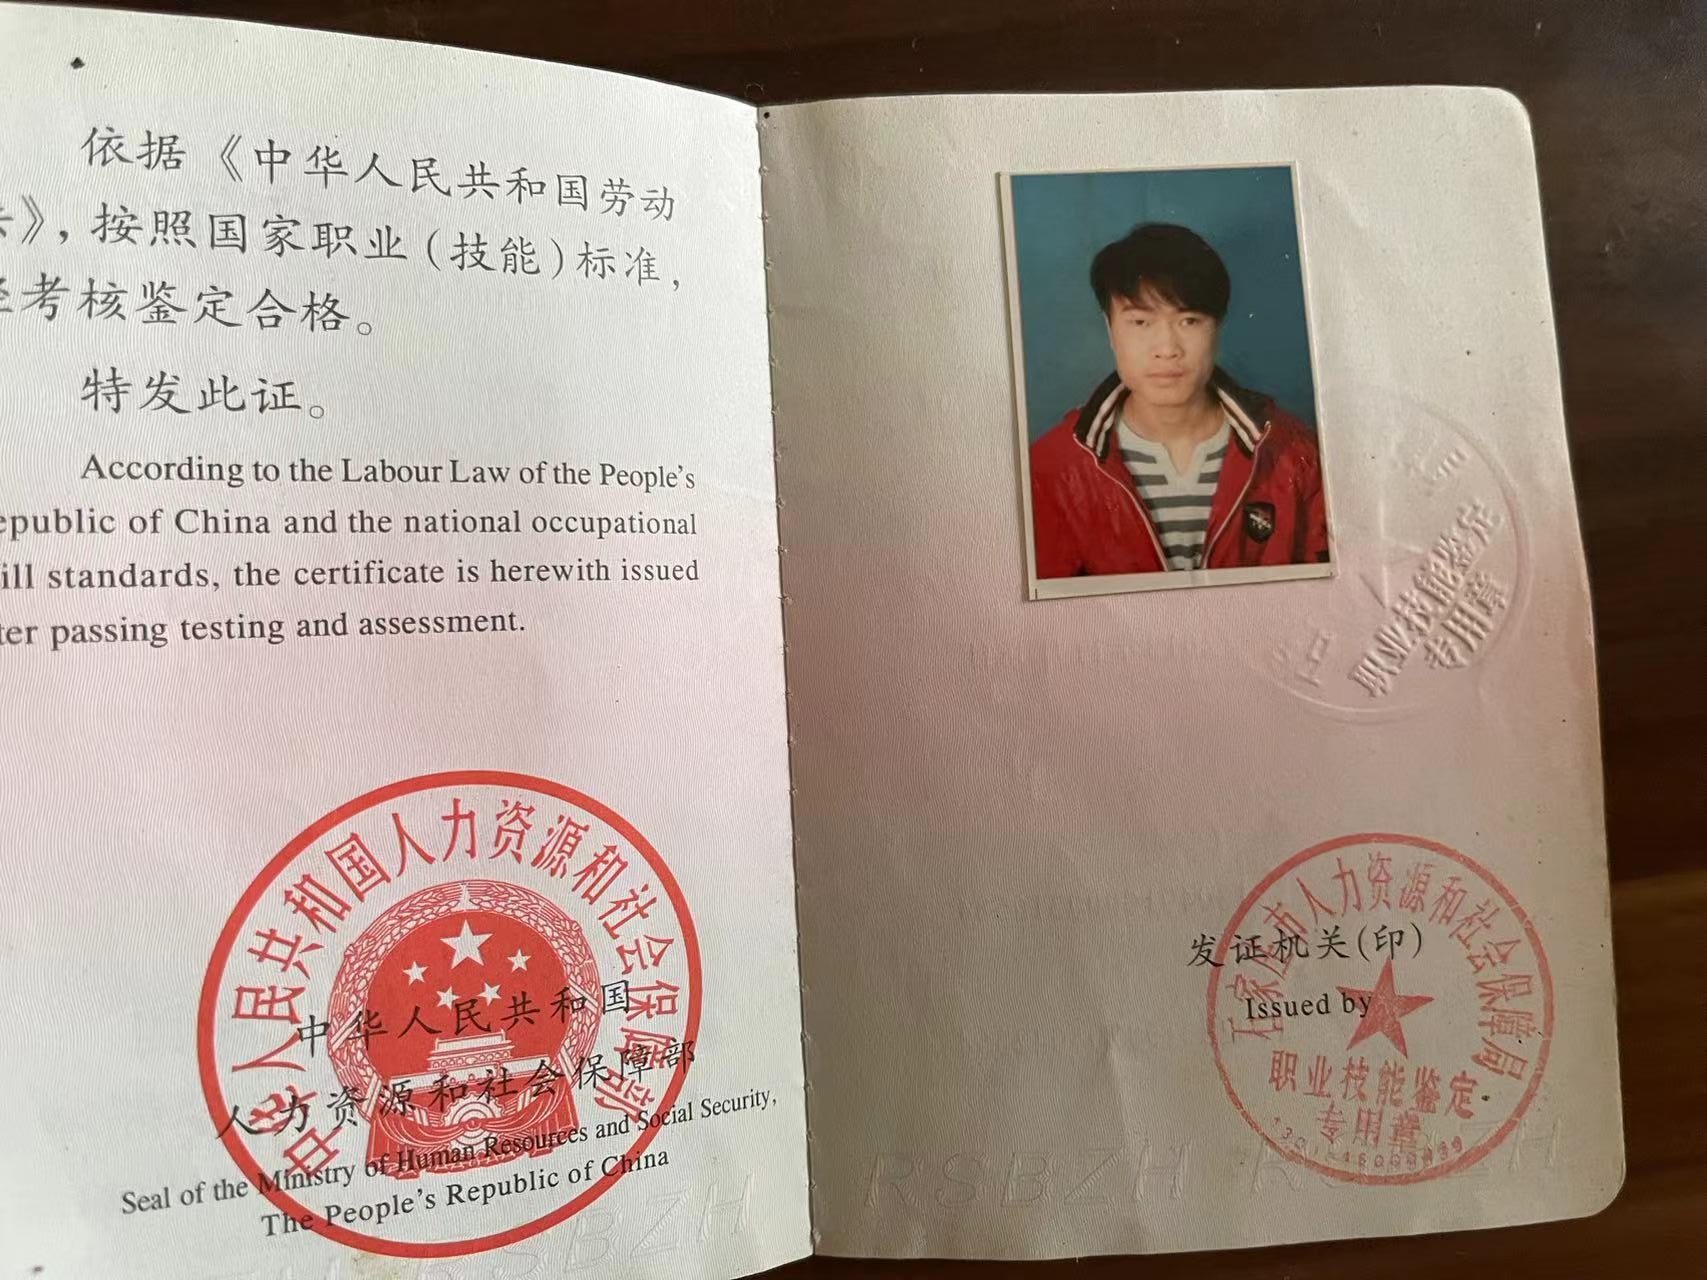 依据《中华人民共和国劳动
》，按照国家职业（技能）标准，
考核鉴定合格。
特发此证。
According to the Labour Law of the People's
epublic of China and the national occupational
ill standards, the certificate is herewith issued
ter passing testing and assessment.
中华人民共和国人力资源和社会保障部
中华人民共和国
人力资源和社会保障部
Seal of the Ministry of Human Resources and Social Security,
The People's Republic of China
RSBZH
职业技能鉴定
专用章
石家庄市人力资源和社会保障局
发证机关(印)
Issued by
职业技能鉴定
专用章
RSBZH